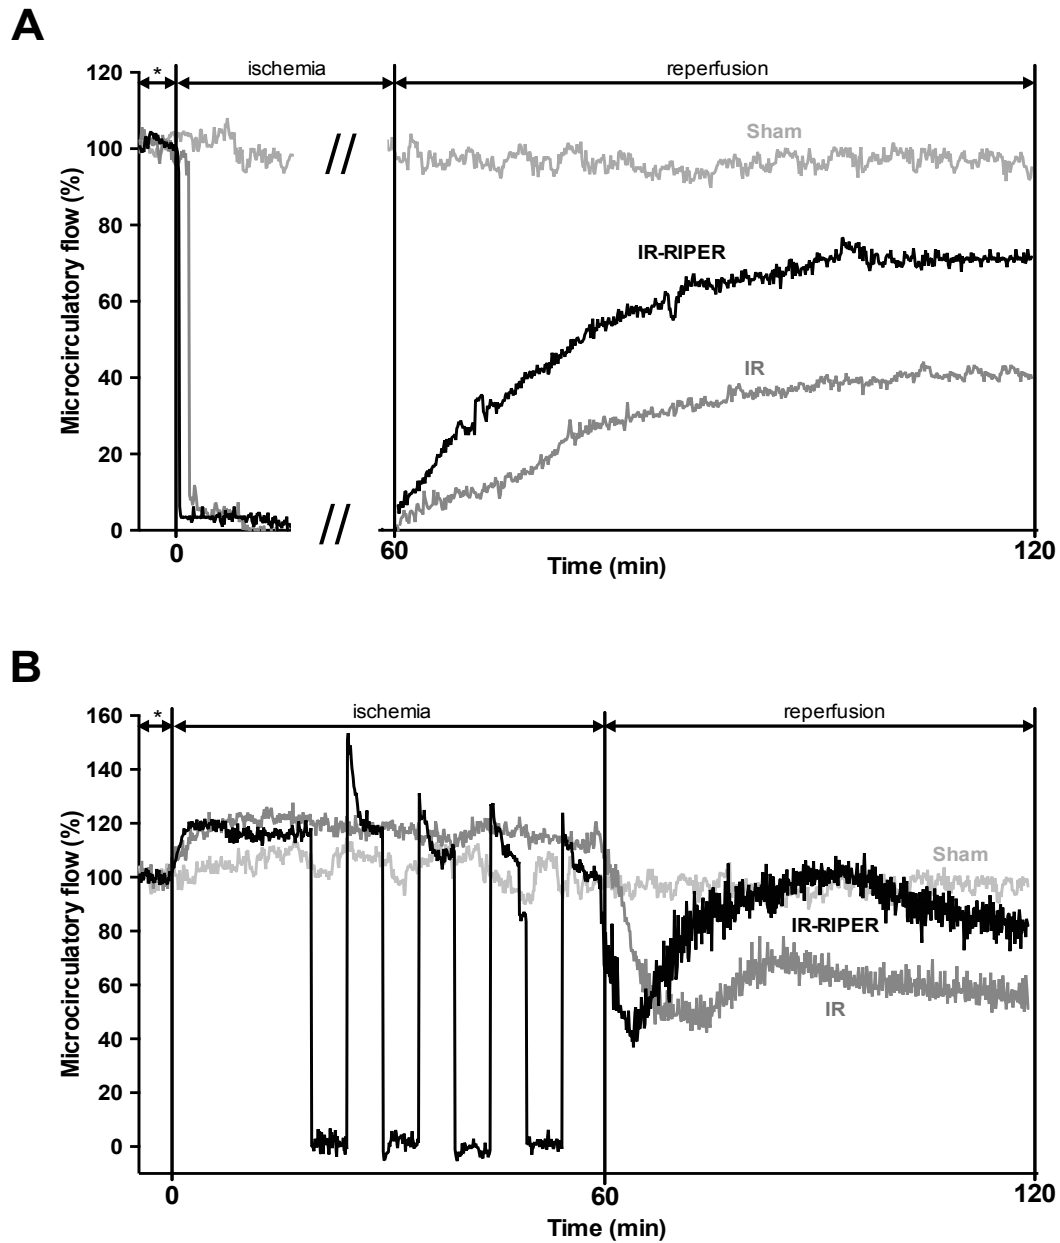 A
120
* ischemia reperfusion
Sham
100
80
IR-RIPER
60
IR
40
20
0
//
//
0 60 120
Time (min)
Microcirculatory flow (%)
B
160
* ischemia reperfusion
140
120
Sham
100
IR-RIPER
80
60
IR
40
20
0
0 60 120
Time (min)
Microcirculatory flow (%)